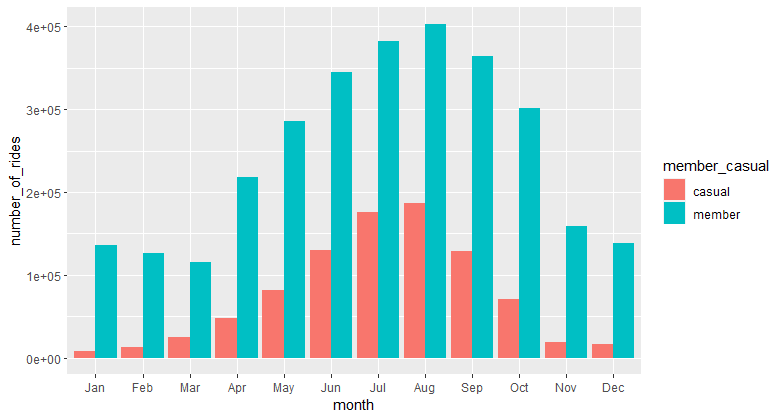 4e+05
3e+05
2e+05
1e+05
0e+00
number_of_rides
Jan Feb Mar Apr May Jun Jul Aug Sep Oct Nov Dec
month
member_casual
casual
member